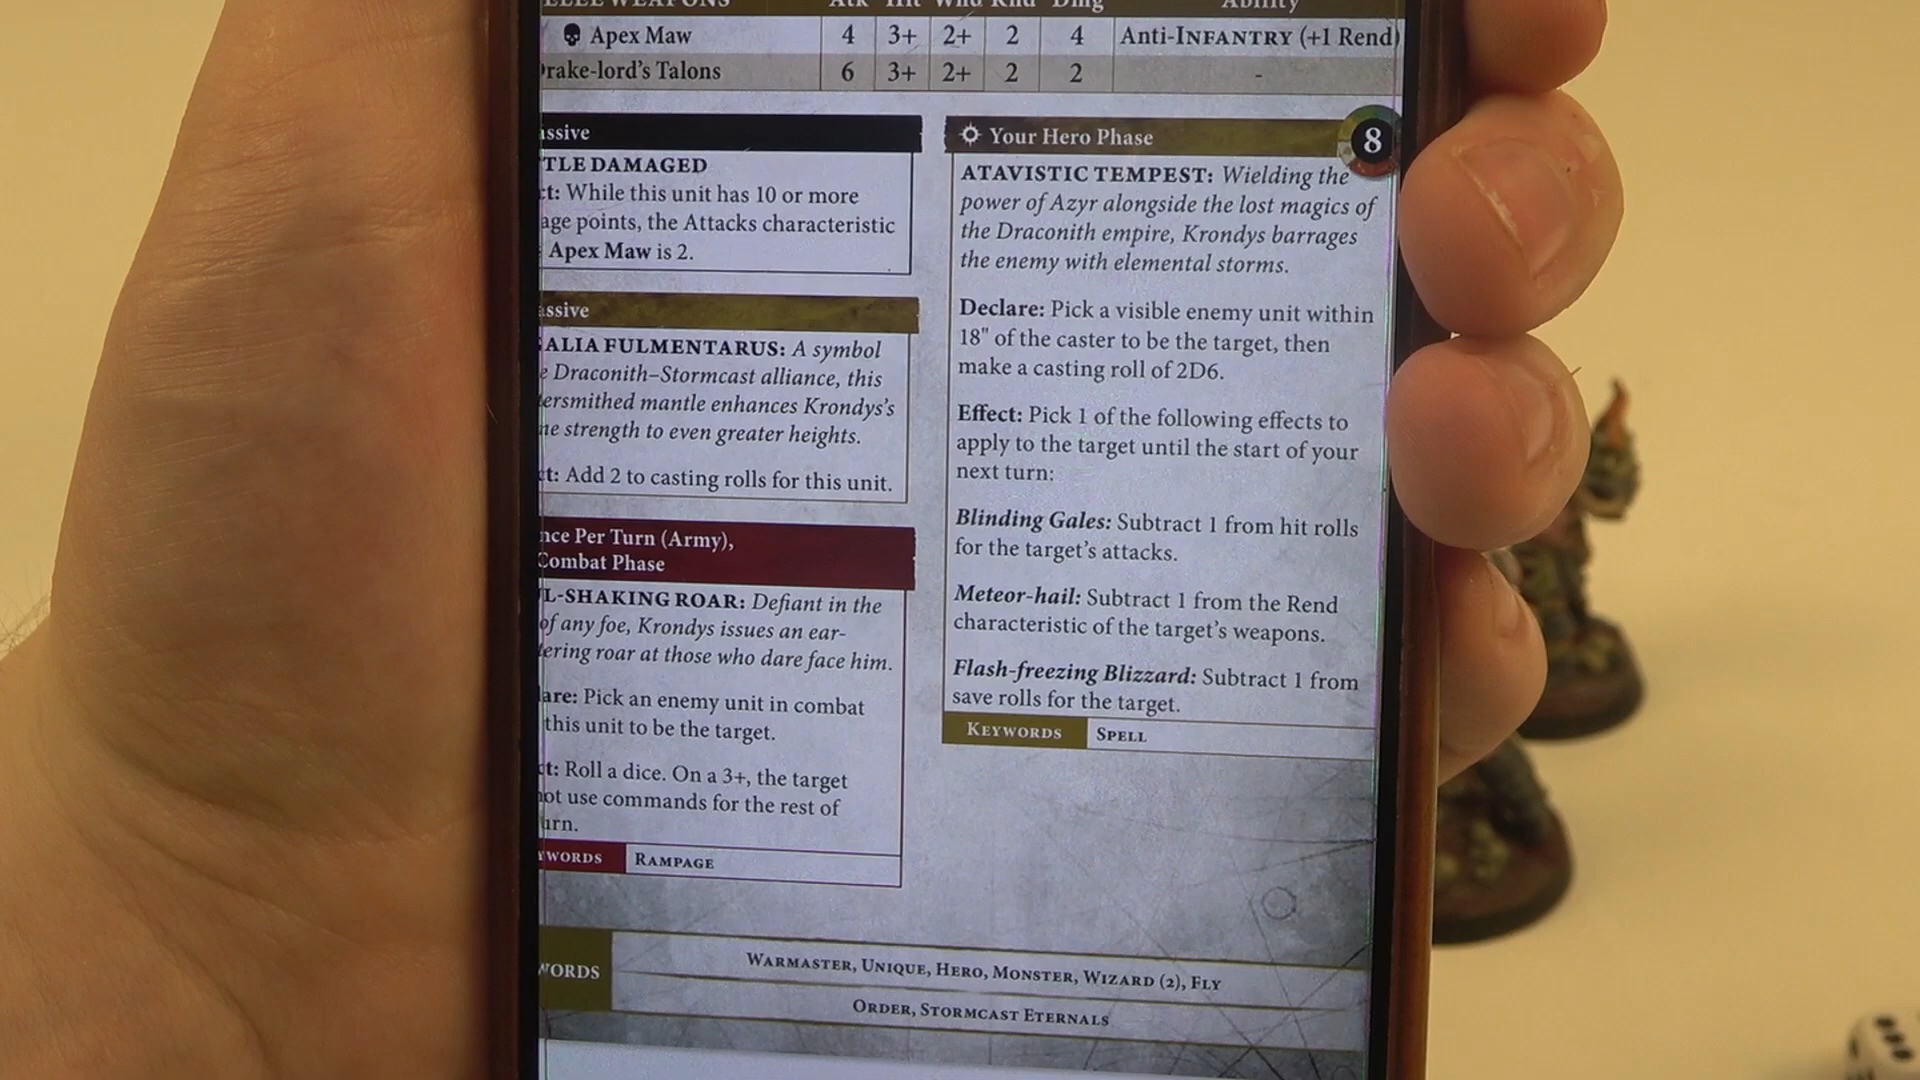 Apex Maw 4 3+ 2+ 2 4 Anti-INFANTRY (+1 Rend)
rake-lord's Talons 6 3+ 2+ 2 2 -
ssive
TLE DAMAGED
ct: While this unit has 10 or more
age points, the Attacks characteristic
Apex Maw is 2.
ssive
ALIA FULMENTARUS: A symbol
e Draconith–Stormcast alliance, this
ersmithed mantle enhances Krondys's
ne strength to even greater heights.
ct: Add 2 to casting rolls for this unit.
nce Per Turn (Army),
Combat Phase
L-SHAKING ROAR: Defiant in the
of any foe, Krondys issues an ear-
tering roar at those who dare face him.
are: Pick an enemy unit in combat
this unit to be the target.
ct: Roll a dice. On a 3+, the target
not use commands for the rest of
urn.
YWORDS RAMPAGE
Your Hero Phase 8
ATAVISTIC TEMPEST: Wielding the
power of Azyr alongside the lost magics of
the Draconith empire, Krondys barrages
the enemy with elemental storms.
Declare: Pick a visible enemy unit within
18" of the caster to be the target, then
make a casting roll of 2D6.
Effect: Pick 1 of the following effects to
apply to the target until the start of your
next turn:
Blinding Gales: Subtract 1 from hit rolls
for the target's attacks.
Meteor-hail: Subtract 1 from the Rend
characteristic of the target's weapons.
Flash-freezing Blizzard: Subtract 1 from
save rolls for the target.
KEYWORDS SPELL
WORDS
WARMASTER, UNIQUE, HERO, MONSTER, WIZARD (2), FLY
ORDER, STORMCAST ETERNALS